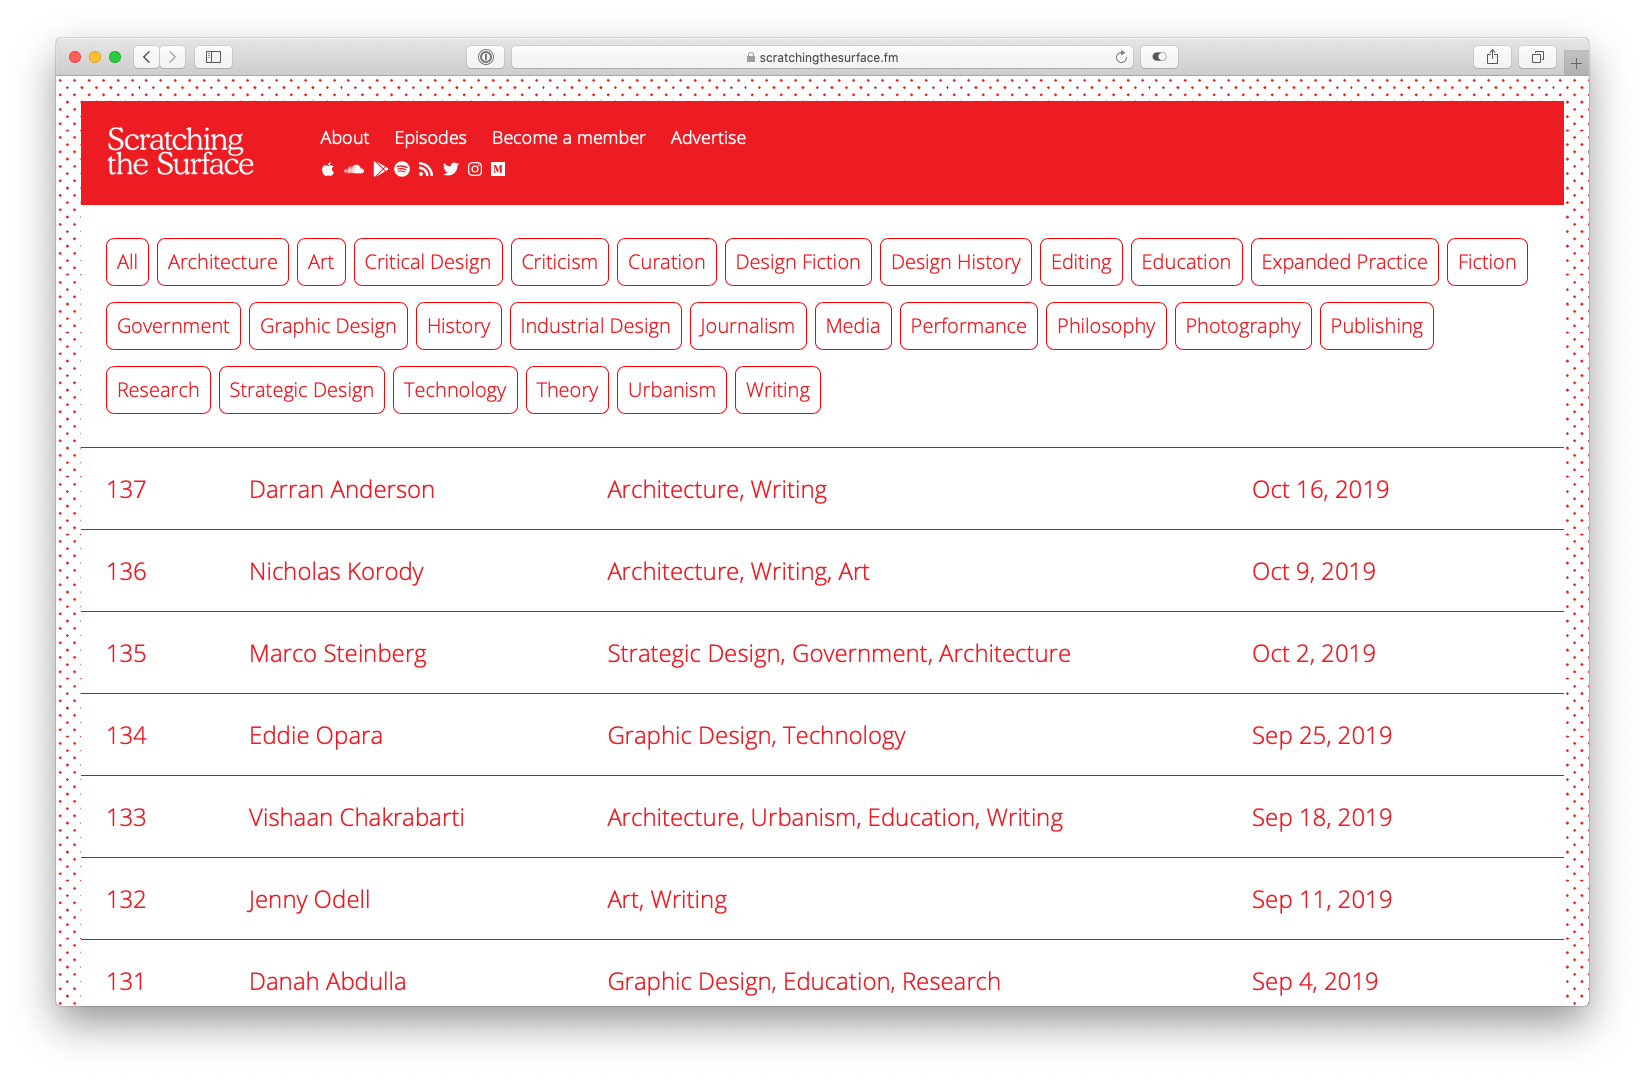 scratchingthesurface.fm
Scratching
the Surface
About Episodes Become a member Advertise
All Architecture Art Critical Design Criticism Curation Design Fiction Design History Editing Education Expanded Practice Fiction
Government Graphic Design History Industrial Design Journalism Media Performance Philosophy Photography Publishing
Research Strategic Design Technology Theory Urbanism Writing
137 Darran Anderson Architecture, Writing Oct 16, 2019
136 Nicholas Korody Architecture, Writing, Art Oct 9, 2019
135 Marco Steinberg Strategic Design, Government, Architecture Oct 2, 2019
134 Eddie Opara Graphic Design, Technology Sep 25, 2019
133 Vishaan Chakrabarti Architecture, Urbanism, Education, Writing Sep 18, 2019
132 Jenny Odell Art, Writing Sep 11, 2019
131 Danah Abdulla Graphic Design, Education, Research Sep 4, 2019